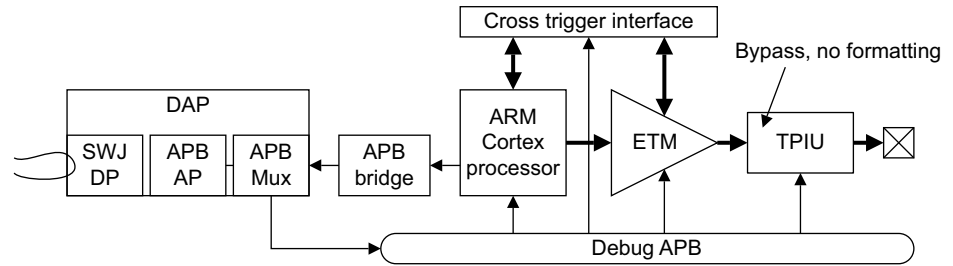 Cross trigger interface
Bypass, no formatting
DAP
SWJ
DP
APB
AP
APB
Mux
APB
bridge
ARM
Cortex
processor
ETM
TPIU
Debug APB